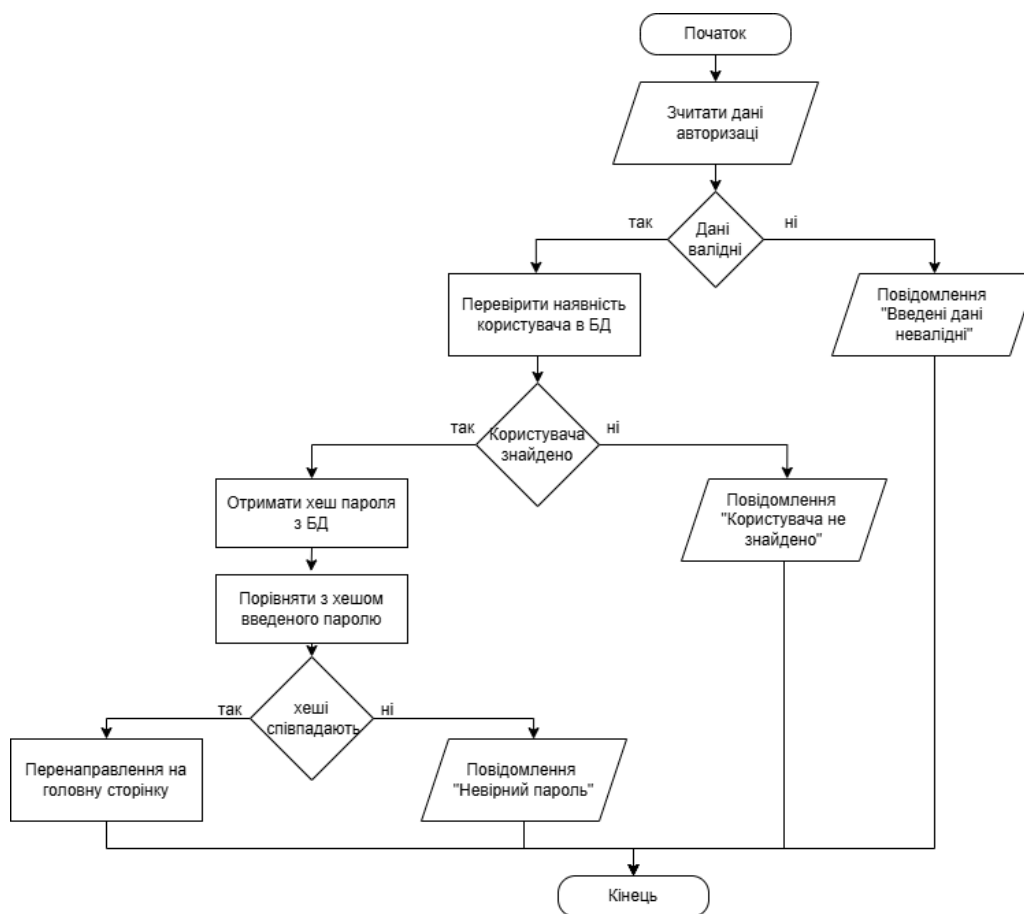 Початок
Зчитати дані
авторизаці
так
Дані
валідні
ні
Перевірити наявність
користувача в БД
Повідомлення
"Введені дані
невалідні"
так
Користувача
знайдено
ні
Отримати хеш пароля
з БД
Повідомлення
"Користувача не
знайдено"
Порівняти з хешом
введеного паролю
так
хеші
співпадають
ні
Перенаправлення на
головну сторінку
Повідомлення
"Невірний пароль"
Кінець